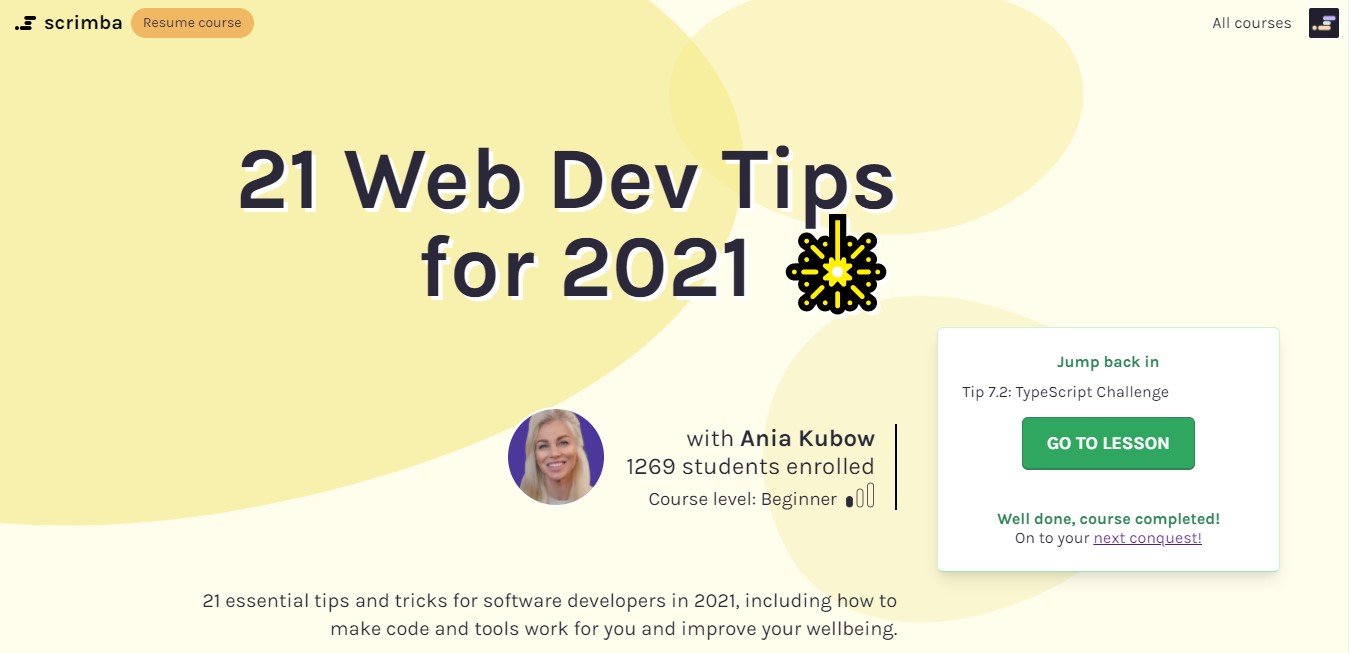 scrimba
Resume course
All courses
21 Web Dev Tips
for 2021
with Ania Kubow
1269 students enrolled
Course level: Beginner
Jump back in
Tip 7.2: TypeScript Challenge
GO TO LESSON
Well done, course completed!
On to your next conquest!
21 essential tips and tricks for software developers in 2021, including how to
make code and tools work for you and improve your wellbeing.